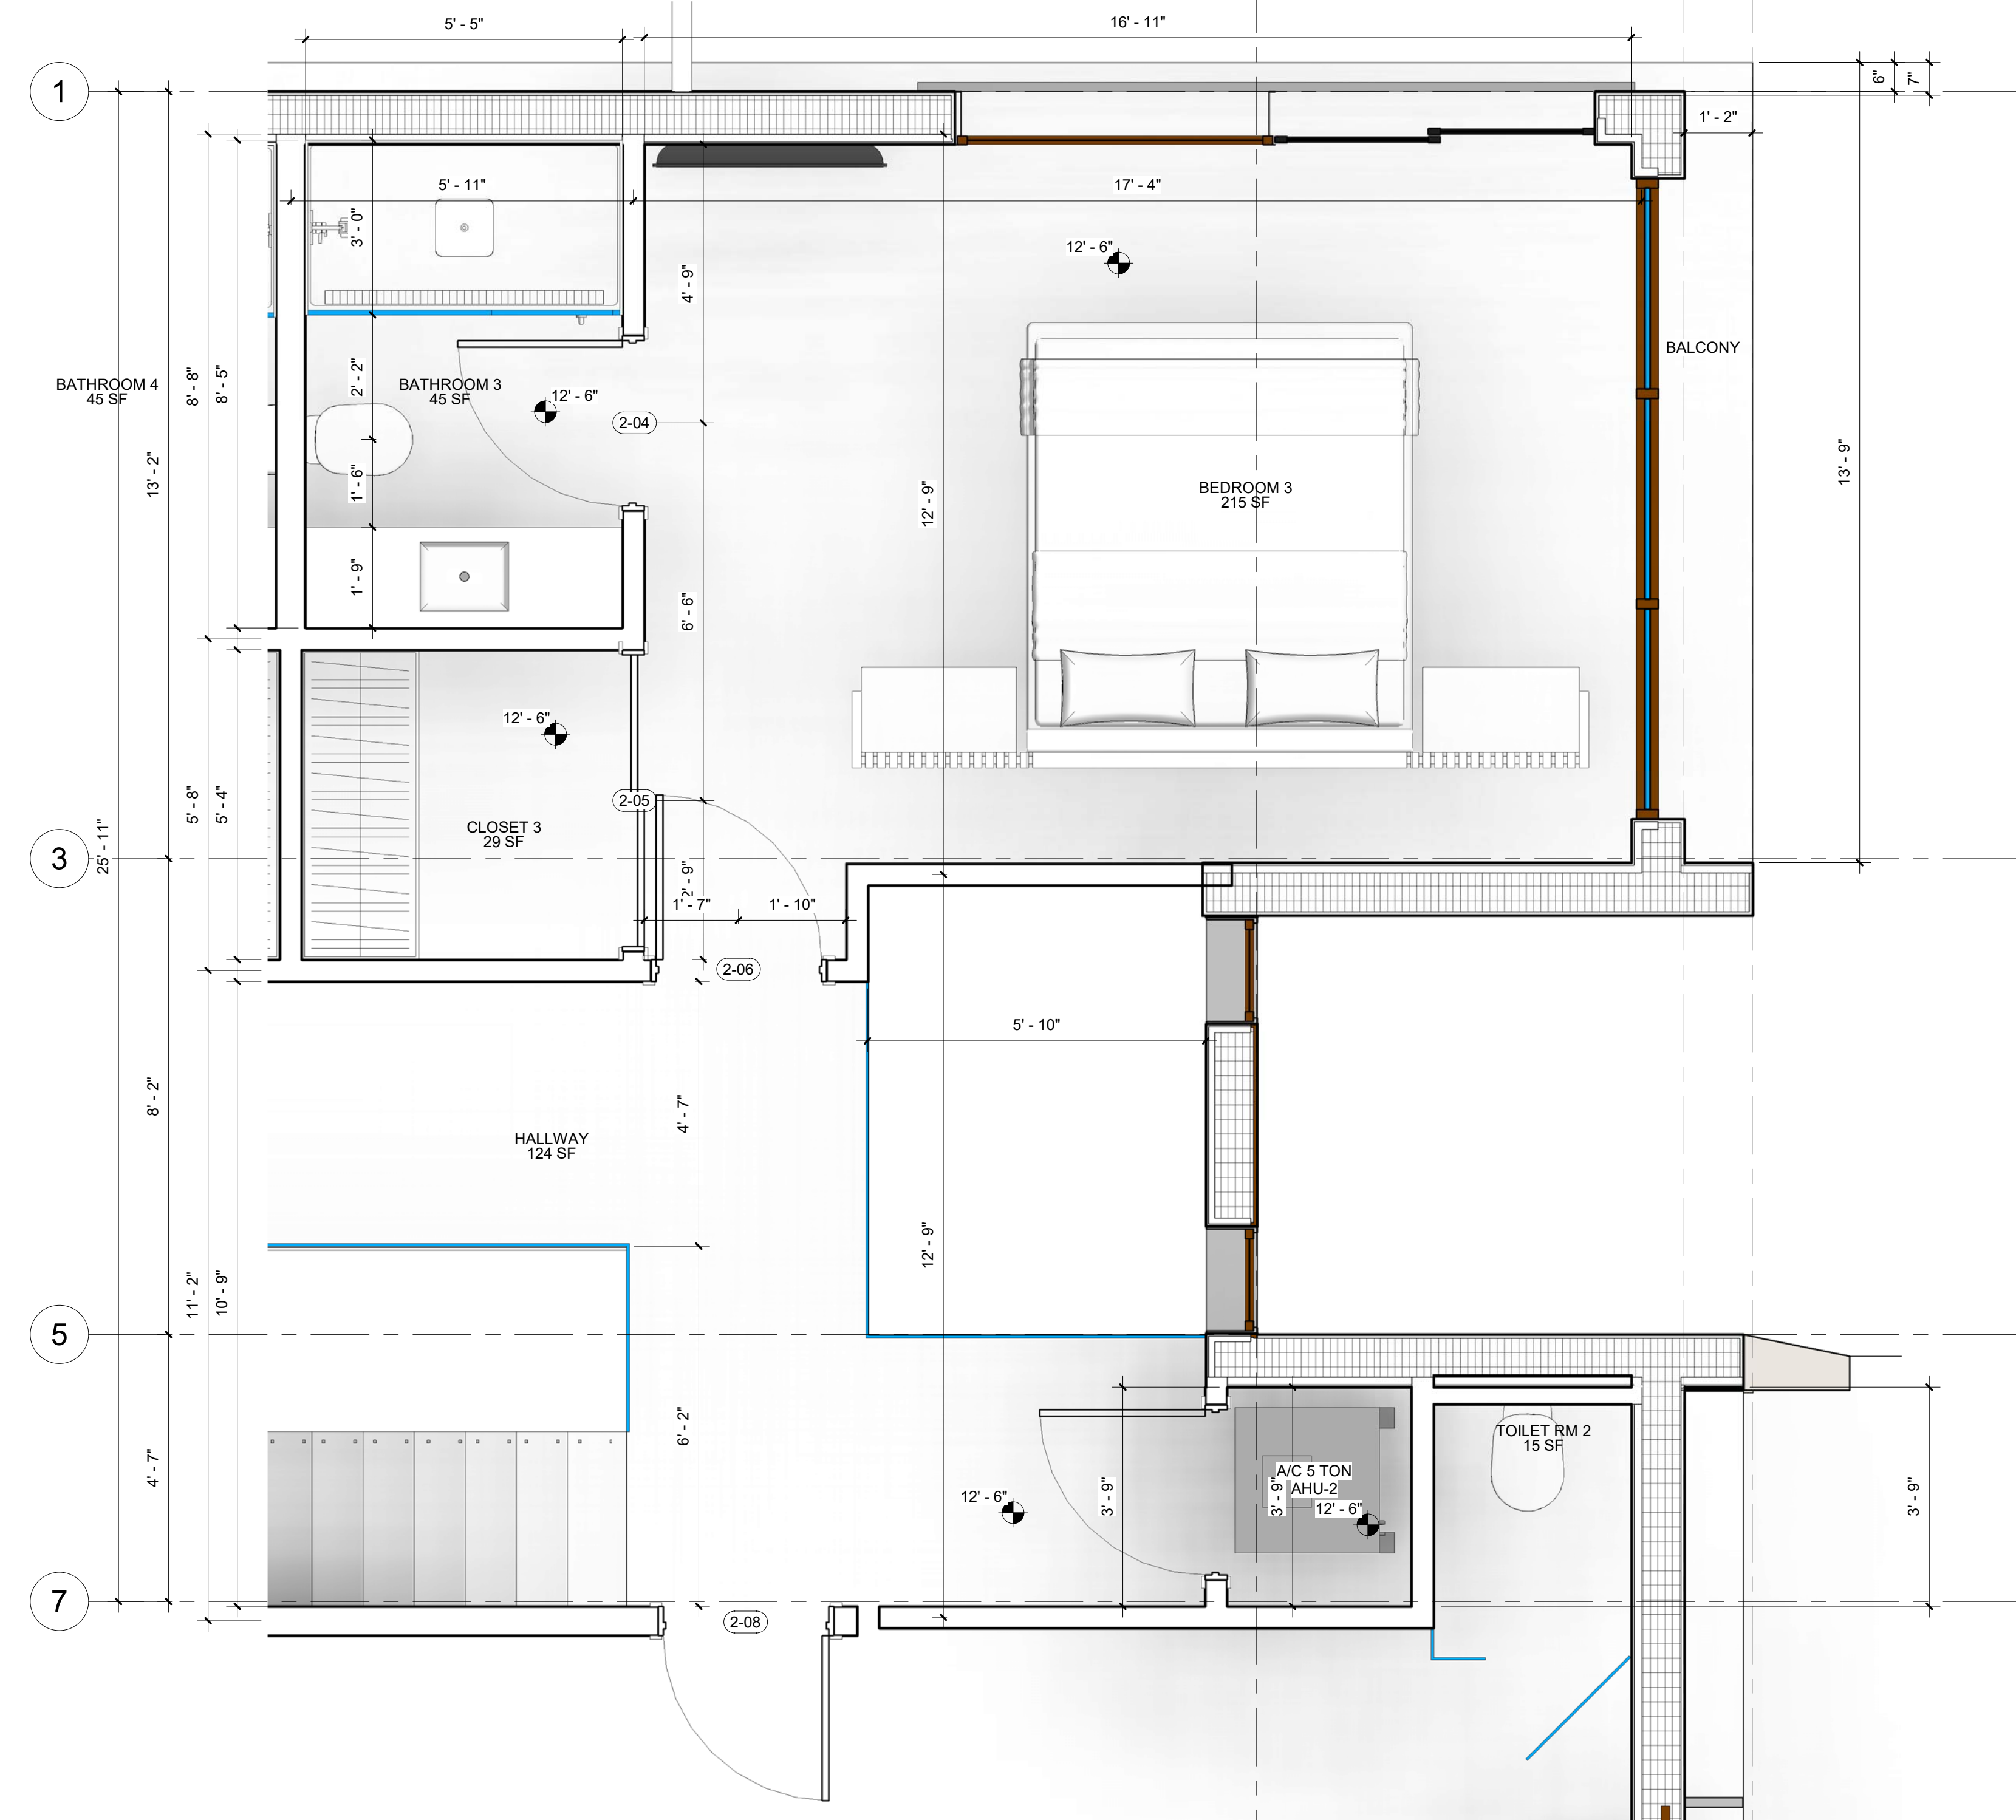 5' - 5"
16' - 11"
1
6"
7"
1' - 2"
5' - 11"
17' - 4"
3' - 0"
12' - 6"
4' - 9"
BALCONY
BATHROOM 4
45 SF
8' - 8"
8' - 5"
2' - 2"
BATHROOM 3
45 SF
12' - 6"
2-04
13' - 2"
1' - 6"
BEDROOM 3
215 SF
12' - 9"
13' - 9"
1' - 9"
6' - 6"
12' - 6"
5' - 8"
5' - 4"
2-05
CLOSET 3
29 SF
25' - 11"
3
2' - 9"
1' - 7"
1' - 10"
2-06
5' - 10"
8' - 2"
4' - 7"
HALLWAY
124 SF
12' - 9"
11' - 2"
10' - 9"
5
6' - 2"
TOILET RM 2
15 SF
4' - 7"
A/C 5 TON
AHU-2
3' - 9"
3' - 9"
3' - 9"
12' - 6"
12' - 6"
7
2-08